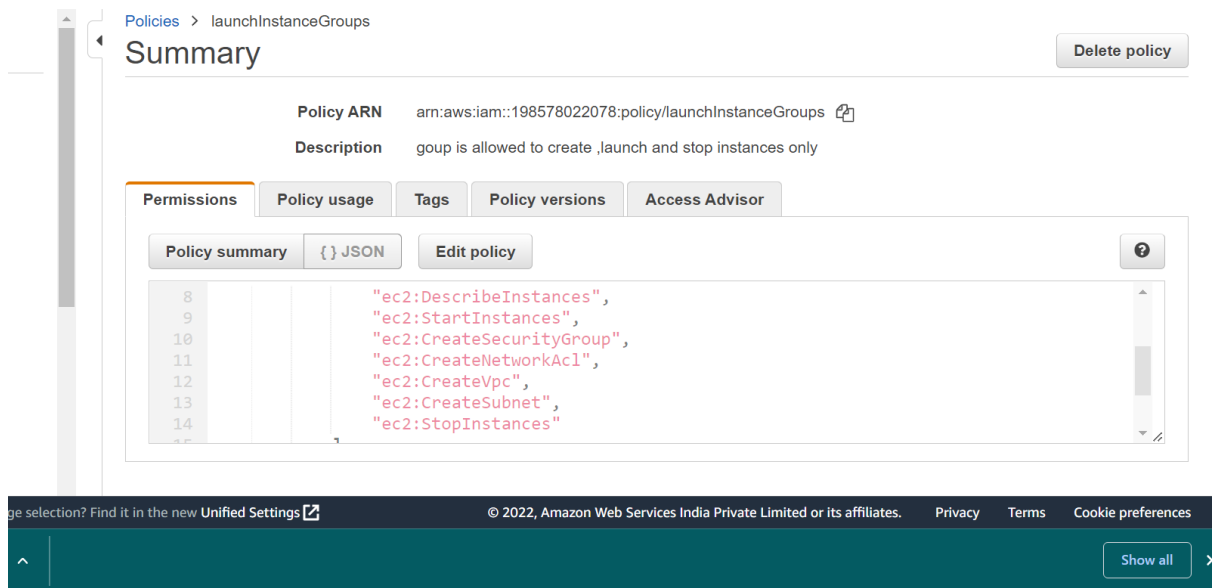 Policies > launchInstanceGroups
Summary
Delete policy
Policy ARN arn:aws:iam::198578022078:policy/launchInstanceGroups
Description goup is allowed to create ,launch and stop instances only
Permissions Policy usage Tags Policy versions Access Advisor
Policy summary { } JSON Edit policy
8 "ec2:DescribeInstances",
9 "ec2:StartInstances",
10 "ec2:CreateSecurityGroup",
11 "ec2:CreateNetworkAcl",
12 "ec2:CreateVpc",
13 "ec2:CreateSubnet",
14 "ec2:StopInstances"
15 ]
ge selection? Find it in the new Unified Settings © 2022, Amazon Web Services India Private Limited or its affiliates. Privacy Terms Cookie preferences
Show all